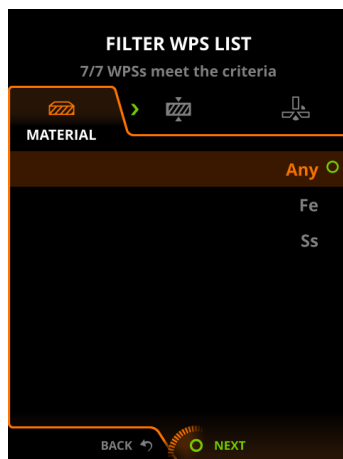 FILTER WPS LIST
7/7 WPSs meet the criteria
MATERIAL
Any
Fe
Ss
BACK NEXT